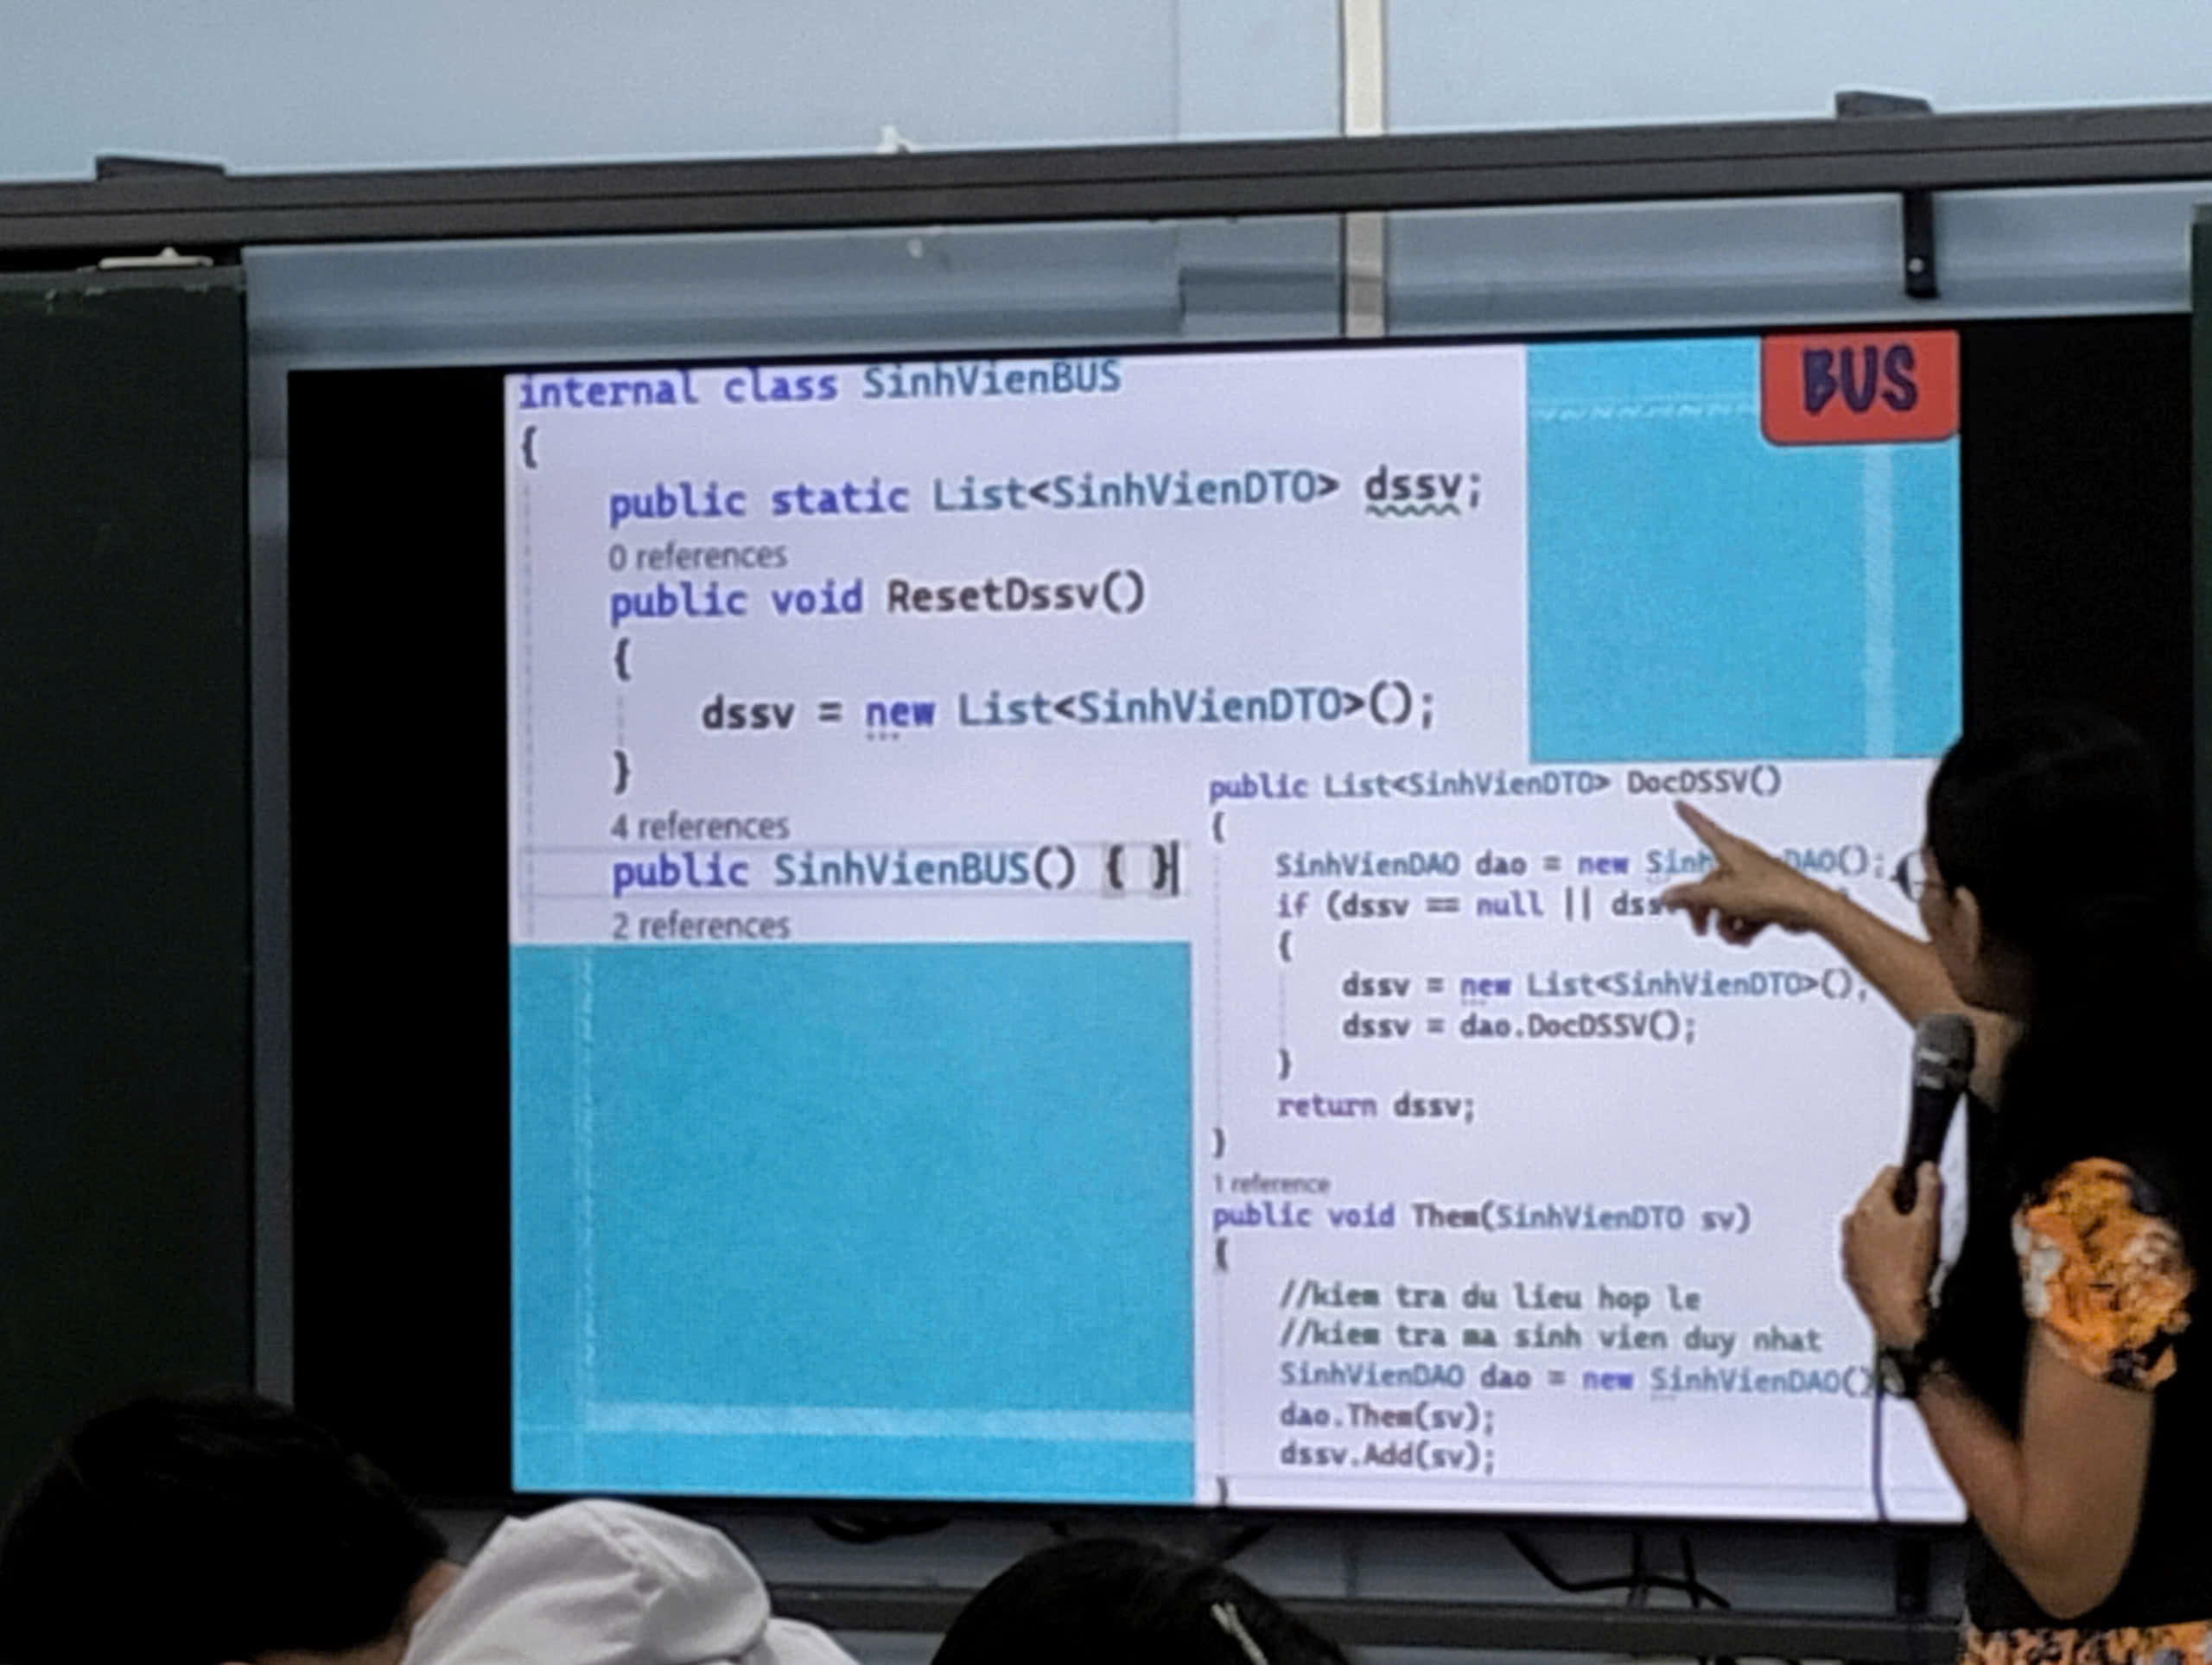 BUS
internal class SinhVienBUS
{
public static List<SinhVienDTO> dssv;
0 references
public void ResetDssv()
{
dssv = new List<SinhVienDTO>();
}
4 references
public SinhVienBUS() { }
2 references
public List<SinhVienDTO> DocDSSV()
{
SinhVienDAO dao = new DAO();
if (dssv == null ||
{
dssv = new List<SinhVienDTO>();
dssv = dao.DocDSSV();
}
return dssv;
}
1 reference
public void Them(SinhVienDTO sv)
{
//kiem tra du lieu hop le
//kiem tra ma sinh vien duy nhat
SinhVienDAO dao = new SinhVienDAO()
dao.Them(sv);
dssv.Add(sv);
}